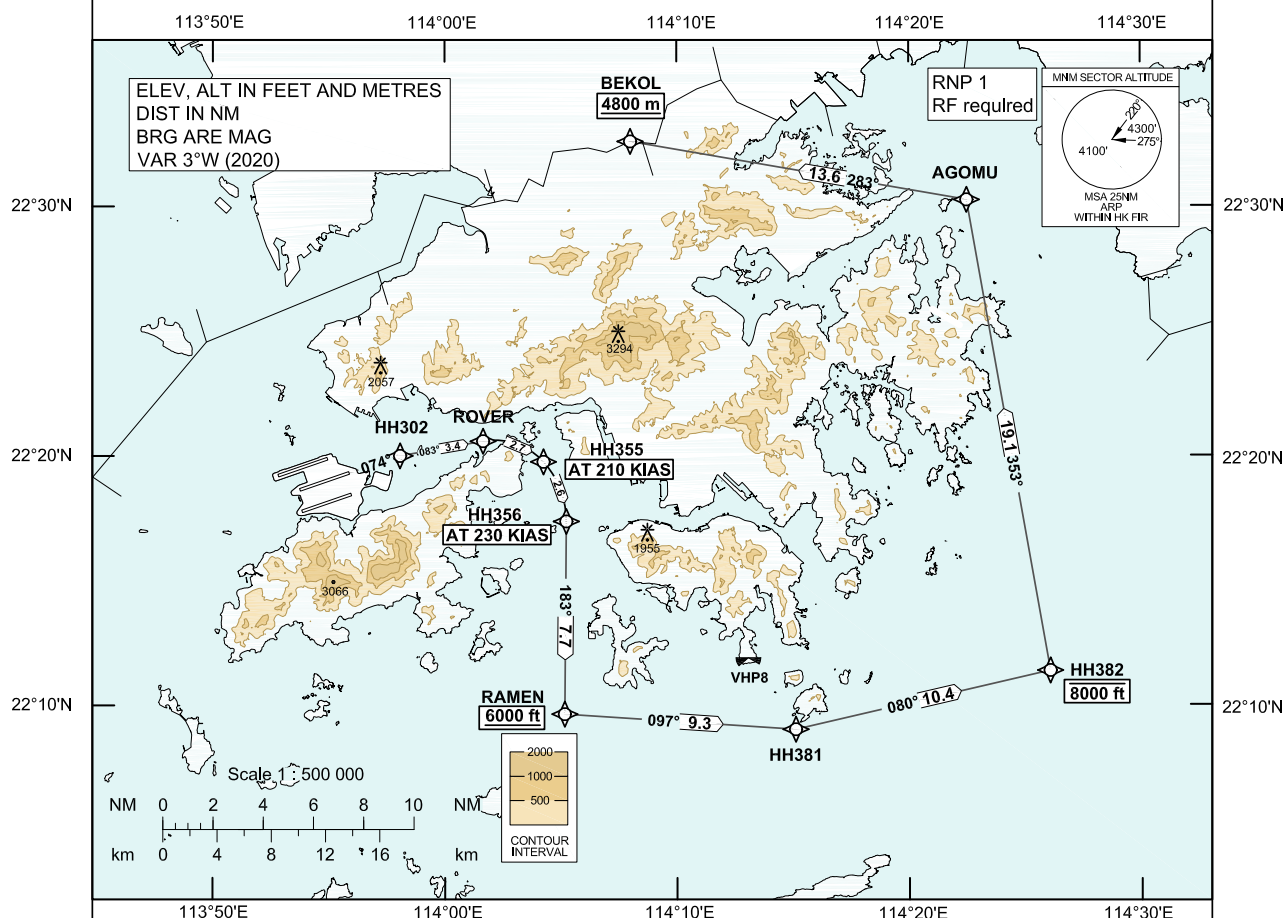 113°50'E
114°00'E
114°10'E
114°20'E
114°30'E
ELEV, ALT IN FEET AND METRES
DIST IN NM
BRG ARE MAG
VAR 3°W (2020)
BEKOL
4800 m
RNP 1
RF required
MNM SECTOR ALTITUDE
220°
4300'
275°
4100'
MSA 25NM
ARP
WITHIN HK FIR
13.6 283°
AGOMU
22°30'N
22°30'N
3294
2057
HH302
ROVER
074°
083° 3.4
2.7
HH355
AT 210 KIAS
19.1 353°
22°20'N
22°20'N
2.6
HH356
AT 230 KIAS
1955
3066
183° 7.7
VHP8
HH382
8000 ft
RAMEN
6000 ft
097° 9.3
080° 10.4
HH381
22°10'N
22°10'N
Scale 1 : 500 000
NM 0 2 4 6 8 10 NM
km 0 4 8 12 16 km
2000
1000
500
CONTOUR
INTERVAL
113°50'E
114°00'E
114°10'E
114°20'E
114°30'E